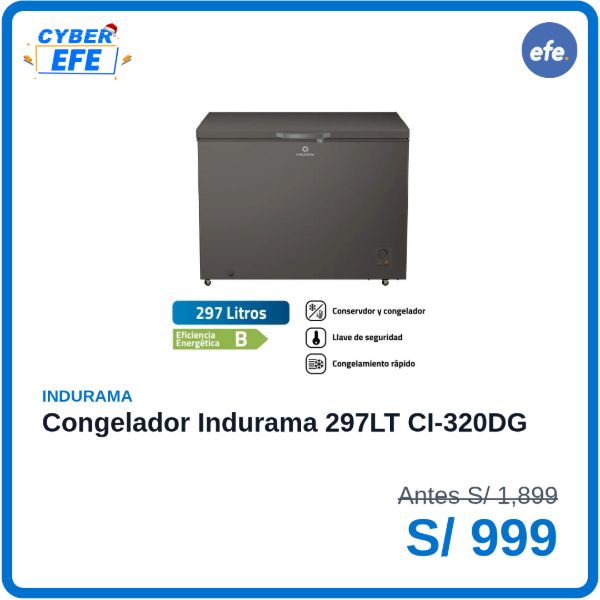 CYBER
EFE
efe.
INDURAMA
297 Litros
Eficiencia
Energética
B
Conservdor y congelador
Llave de seguridad
Congelamiento rápido
INDURAMA
Congelador Indurama 297LT CI-320DG
Antes S/ 1,899
S/ 999